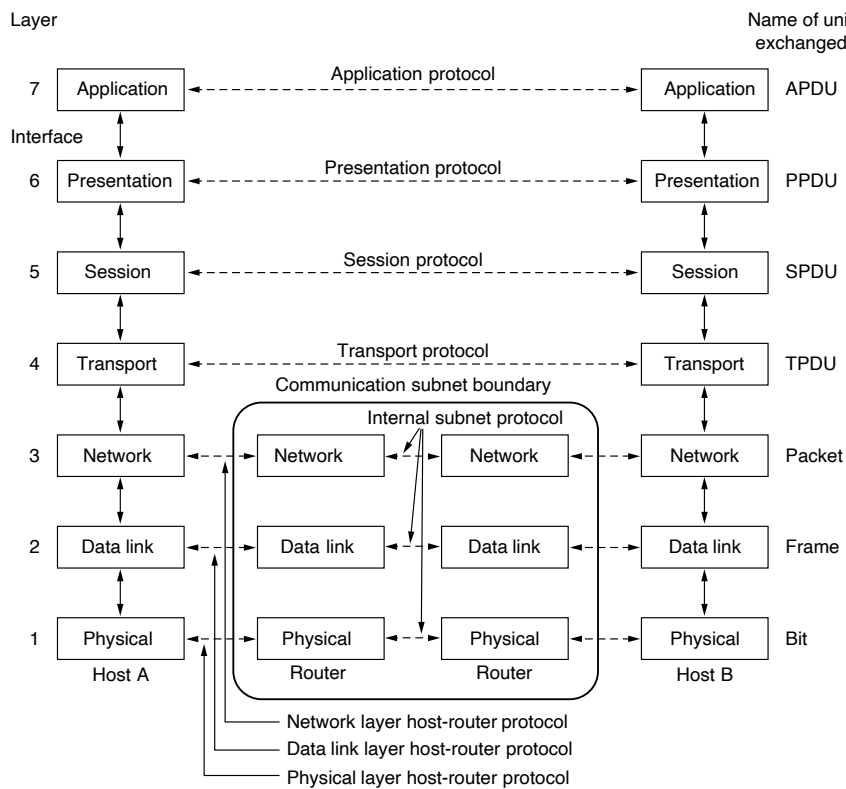 Layer
Name of uni
exchanged
7 Application Application protocol Application APDU
Interface
6 Presentation Presentation protocol Presentation PPDU
5 Session Session protocol Session SPDU
4 Transport Transport protocol Transport TPDU
Communication subnet boundary
Internal subnet protocol
3 Network Network Network Network Packet
2 Data link Data link Data link Data link Frame
1 Physical Physical Physical Physical Bit
Host A Router Router Host B
Network layer host-router protocol
Data link layer host-router protocol
Physical layer host-router protocol